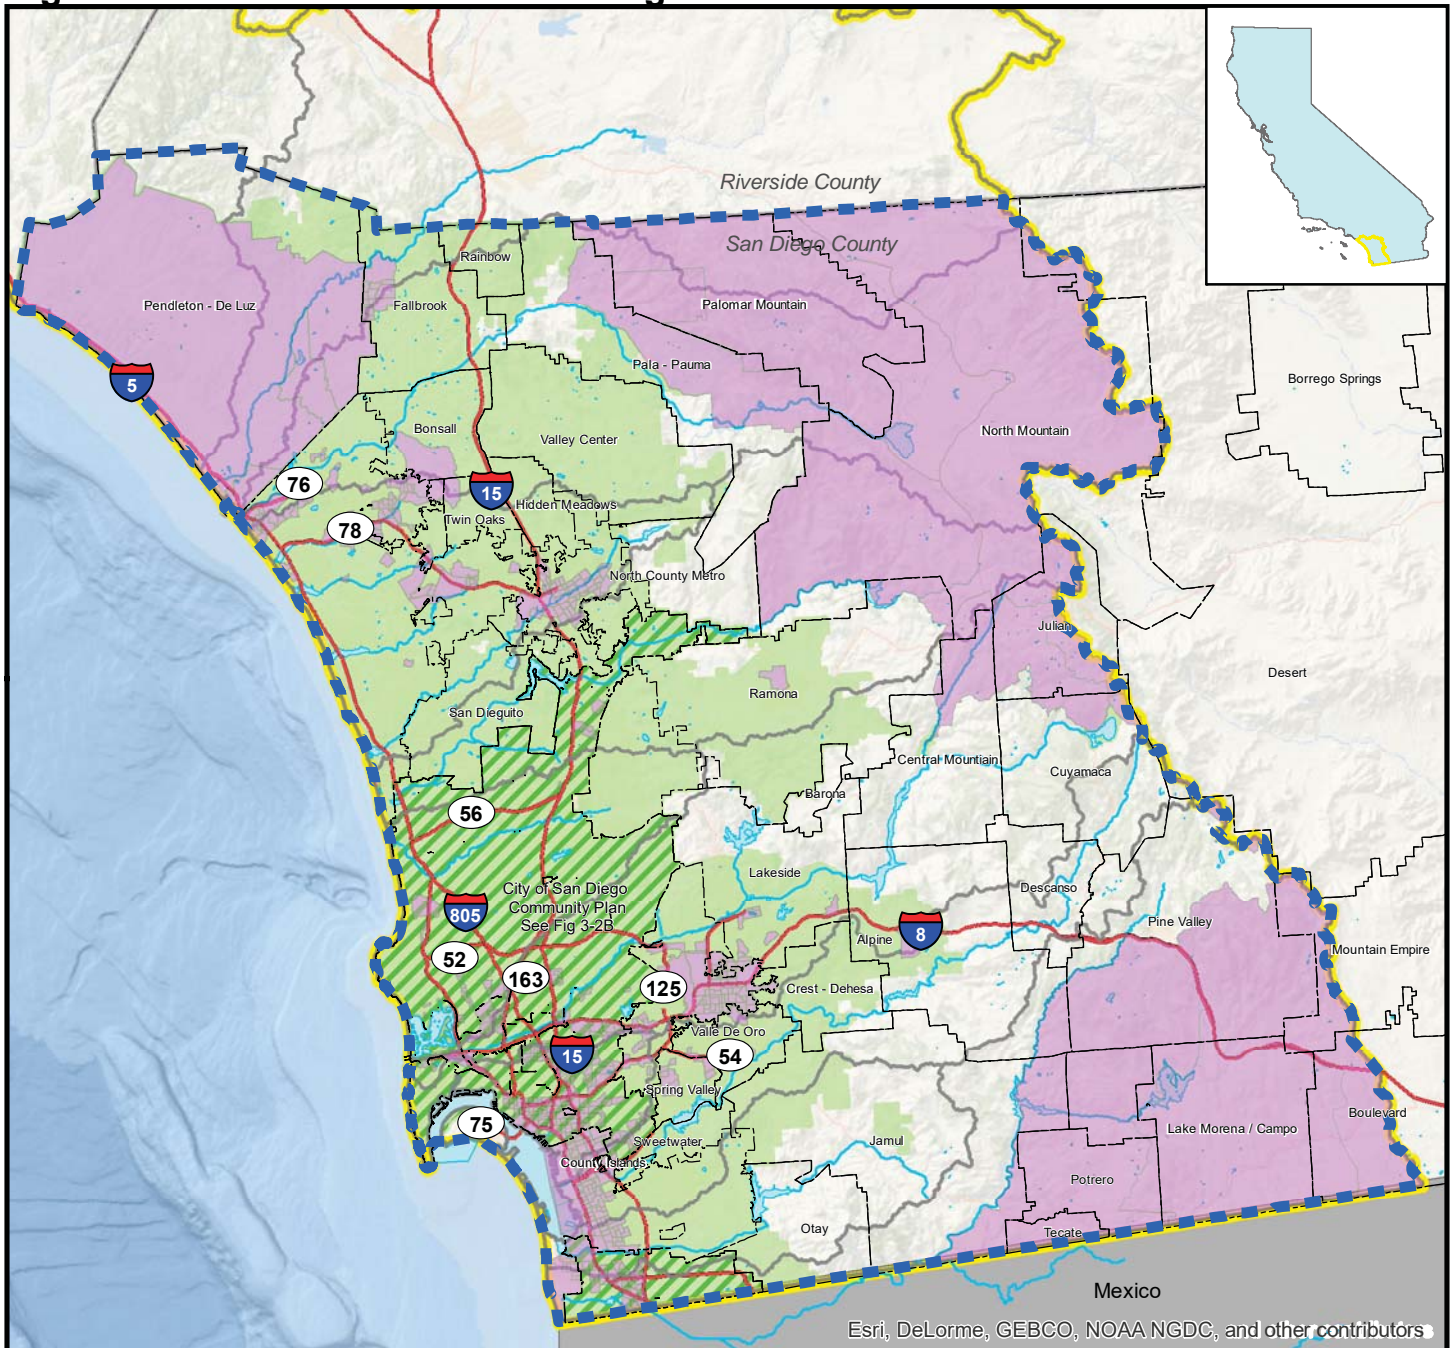 Riverside County
San Diego County
Rainbow
Pendleton - De Luz
Fallbrook
Palomar Mountain
Pala - Pauma
5
Borrego Springs
Bonsall
Valley Center
North Mountain
76
15
Hidden Meadows
Twin Oaks
78
North County Metro
Julian
Desert
Ramona
San Dieguito
Central Mountiain
Cuyamaca
Barona
56
Lakeside
Descanso
City of San Diego
Community Plan
See Fig 3-2B
805
8
Pine Valley
Alpine
Mountain Empire
52
163
125
Crest - Dehesa
Valle De Oro
15
54
Spring Valley
75
Boulevard
Lake Morena / Campo
Sweetwater
Jamul
County Islands
Potrero
Otay
Tecate
Mexico
Esri, DeLorme, GEBCO, NOAA NGDC, and other contributors